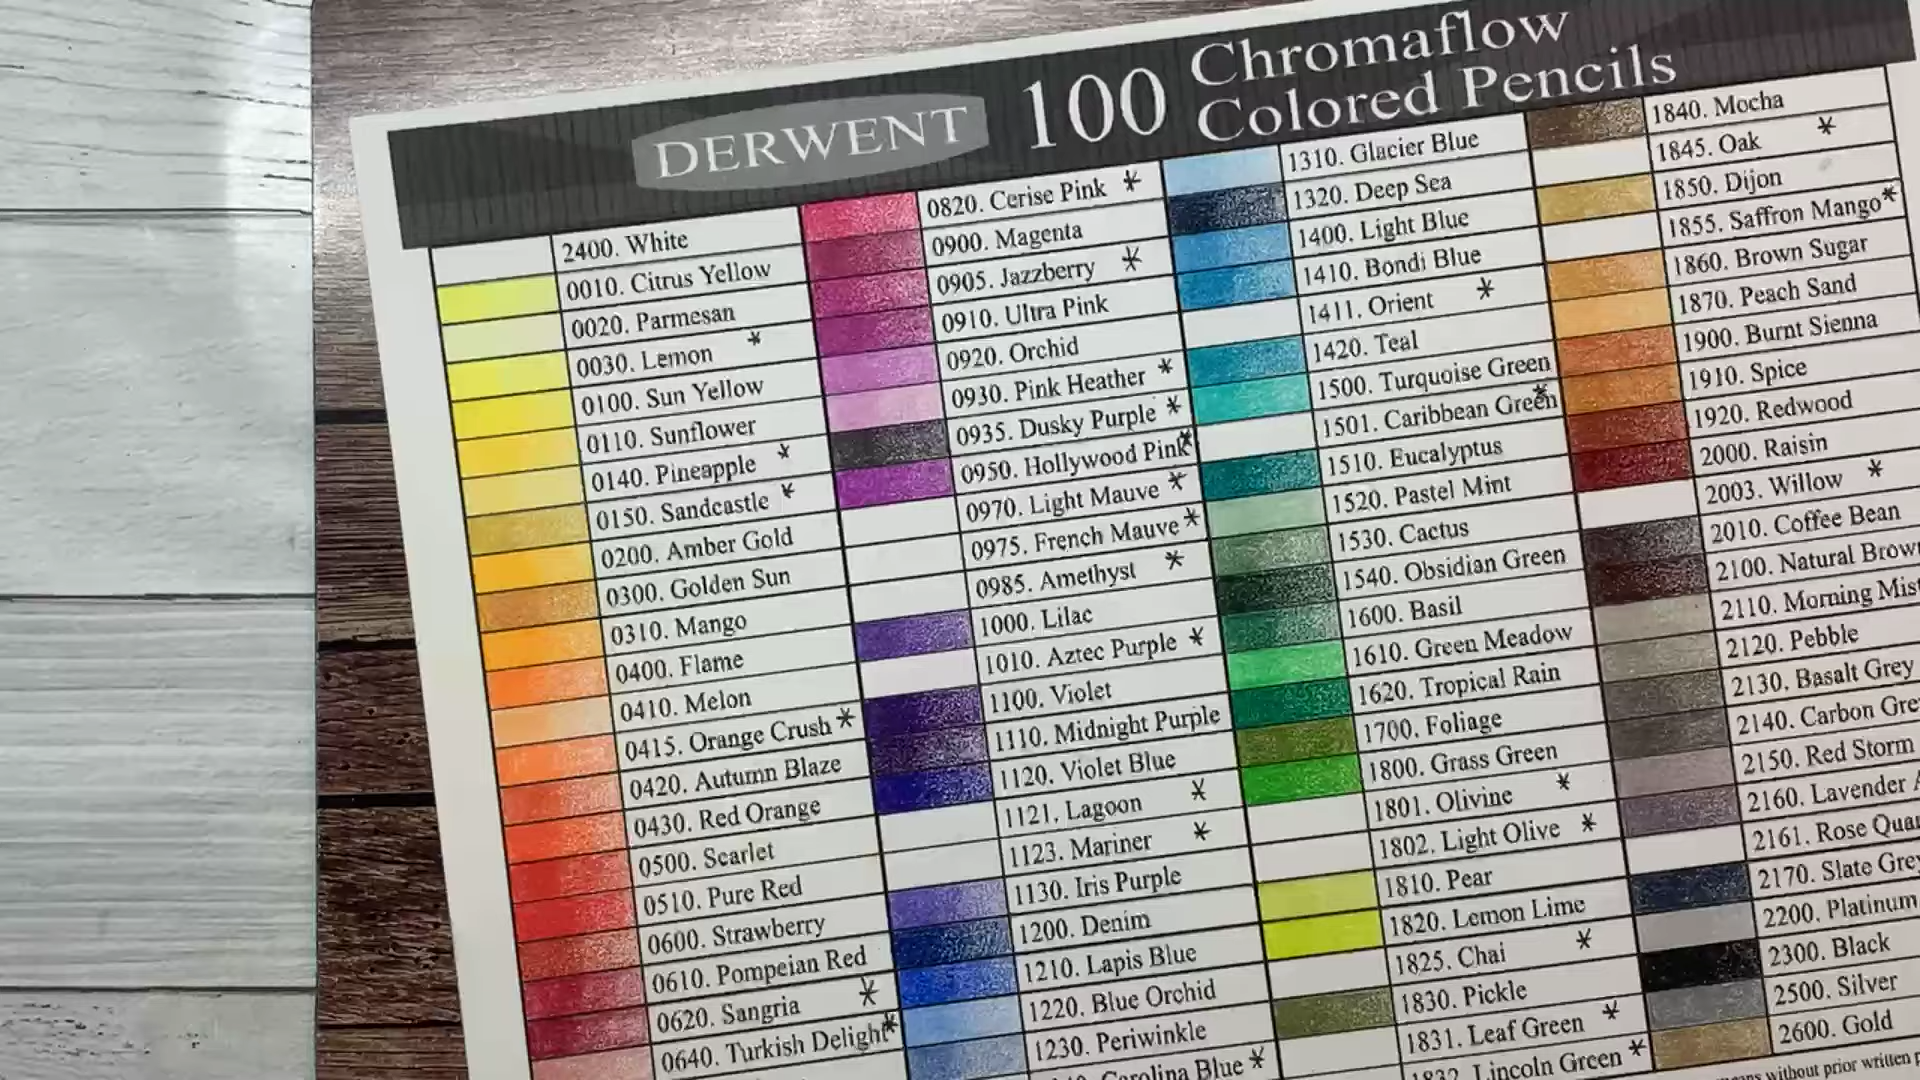 DERWENT 100 Chromaflow
Colored Pencils
2400. White
0010. Citrus Yellow
0020. Parmesan
0030. Lemon *
0100. Sun Yellow
0110. Sunflower
0140. Pineapple *
0150. Sandcastle *
0200. Amber Gold
0300. Golden Sun
0310. Mango
0400. Flame
0410. Melon
0415. Orange Crush *
0420. Autumn Blaze
0430. Red Orange
0500. Scarlet
0510. Pure Red
0600. Strawberry
0610. Pompeian Red
0620. Sangria *
0640. Turkish Delight *
0820. Cerise Pink *
0900. Magenta
0905. Jazzberry *
0910. Ultra Pink
0920. Orchid
0930. Pink Heather *
0935. Dusky Purple *
0950. Hollywood Pink *
0970. Light Mauve *
0975. French Mauve *
0985. Amethyst *
1000. Lilac
1010. Aztec Purple *
1100. Violet
1110. Midnight Purple
1120. Violet Blue
1121. Lagoon *
1123. Mariner *
1130. Iris Purple
1200. Denim
1210. Lapis Blue
1220. Blue Orchid
1230. Periwinkle
Carolina Blue *
1310. Glacier Blue
1320. Deep Sea
1400. Light Blue
1410. Bondi Blue
1411. Orient *
1420. Teal
1500. Turquoise Green
1501. Caribbean Green *
1510. Eucalyptus
1520. Pastel Mint
1530. Cactus
1540. Obsidian Green
1600. Basil
1610. Green Meadow
1620. Tropical Rain
1700. Foliage
1800. Grass Green
1801. Olivine *
1802. Light Olive *
1810. Pear
1820. Lemon Lime
1825. Chai *
1830. Pickle
1831. Leaf Green *
1832. Lincoln Green *
1840. Mocha
1845. Oak *
1850. Dijon
1855. Saffron Mango *
1860. Brown Sugar
1870. Peach Sand
1900. Burnt Sienna
1910. Spice
1920. Redwood
2000. Raisin
2003. Willow *
2010. Coffee Bean
2100. Natural Brow
2110. Morning Mist
2120. Pebble
2130. Basalt Grey
2140. Carbon Gre
2150. Red Storm
2160. Lavender
2161. Rose Quar
2170. Slate Grey
2200. Platinum
2300. Black
2500. Silver
2600. Gold
without prior written